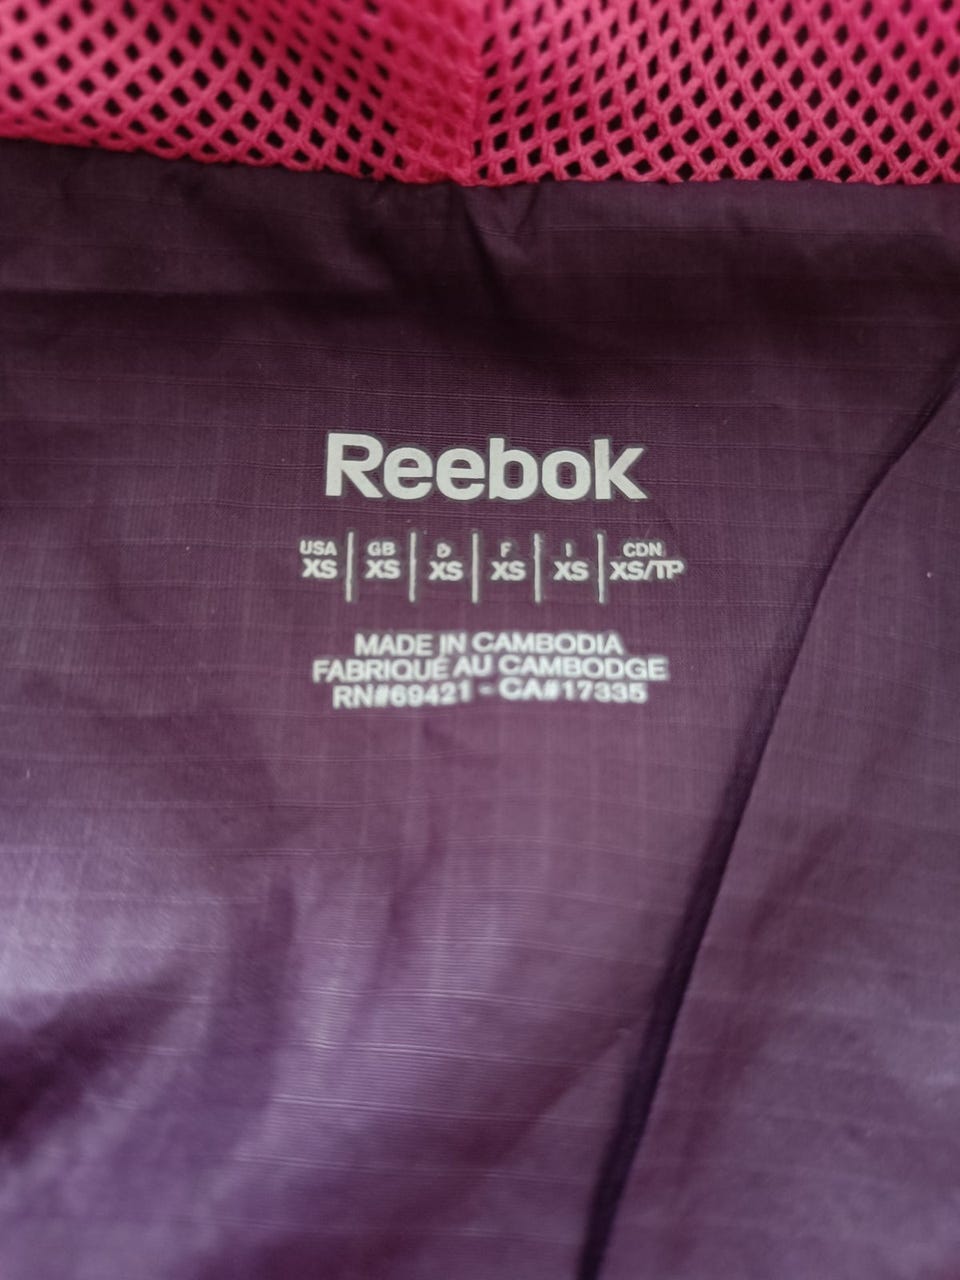 Reebok
USA | GB | D | F | I | CDN
XS | XS | XS | XS | XS | XS/TP
MADE IN CAMBODIA
FABRIQUÉ AU CAMBODGE
RN#69421 - CA#17335